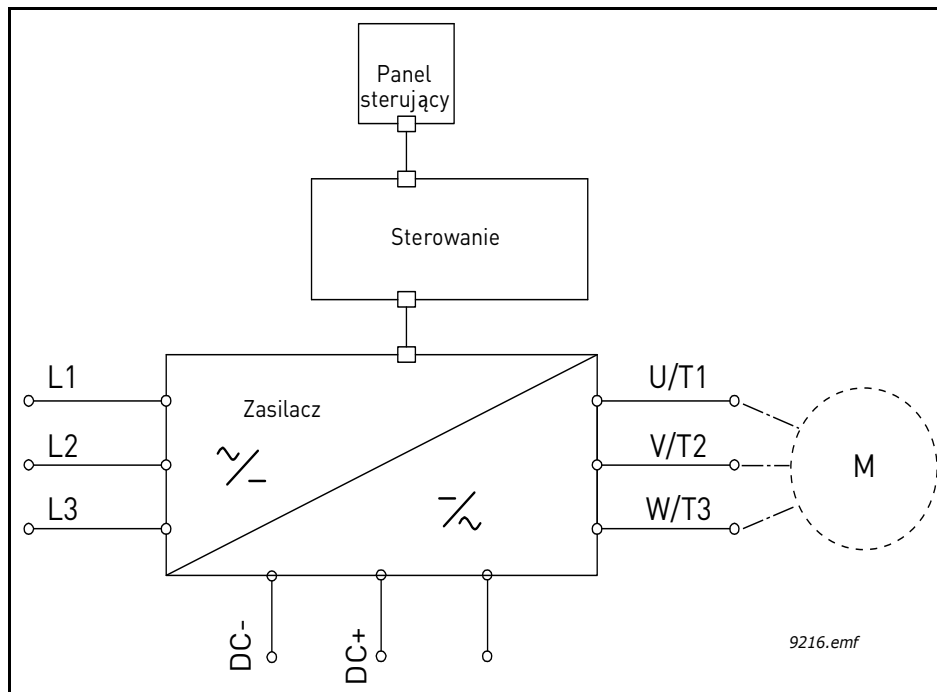 Panel
sterujący
Sterowanie
L1
L2
L3
Zasilacz
U/T1
V/T2
W/T3
M
DC-
DC+
9216.emf